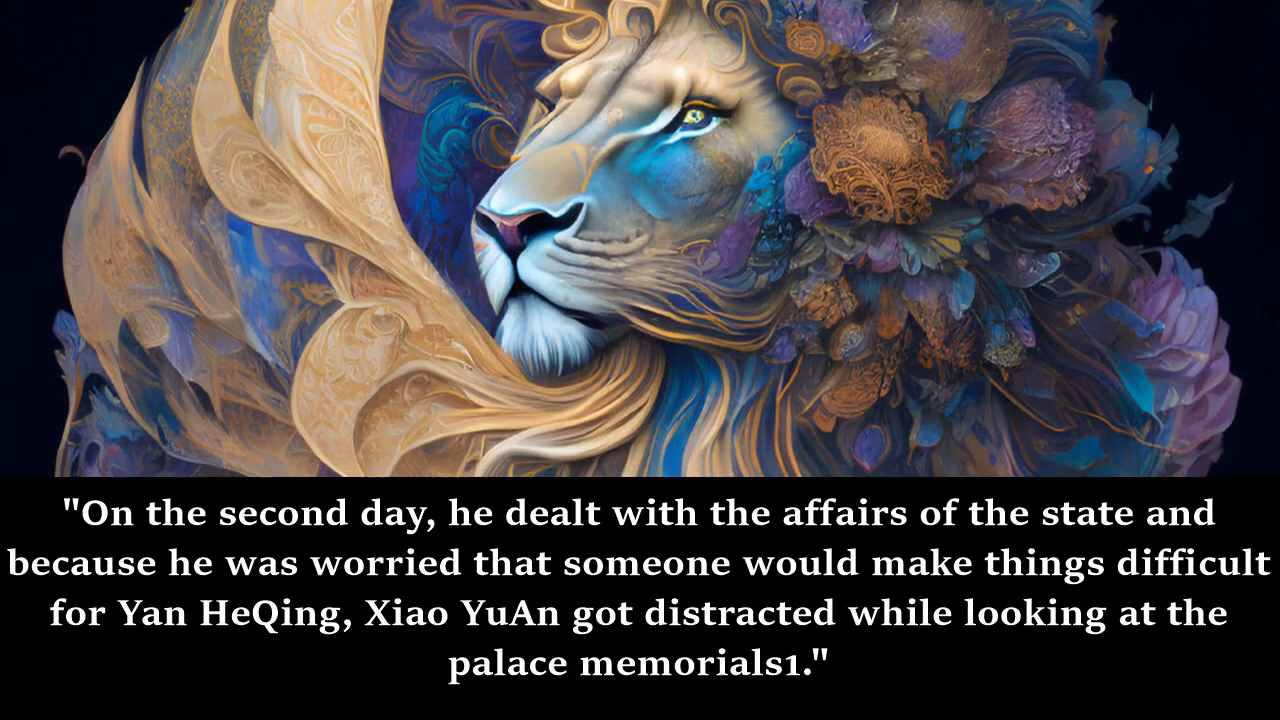 "On the second day, he dealt with the affairs of the state and
because he was worried that someone would make things difficult
for Yan HeQing, Xiao YuAn got distracted while looking at the
palace memorials1."